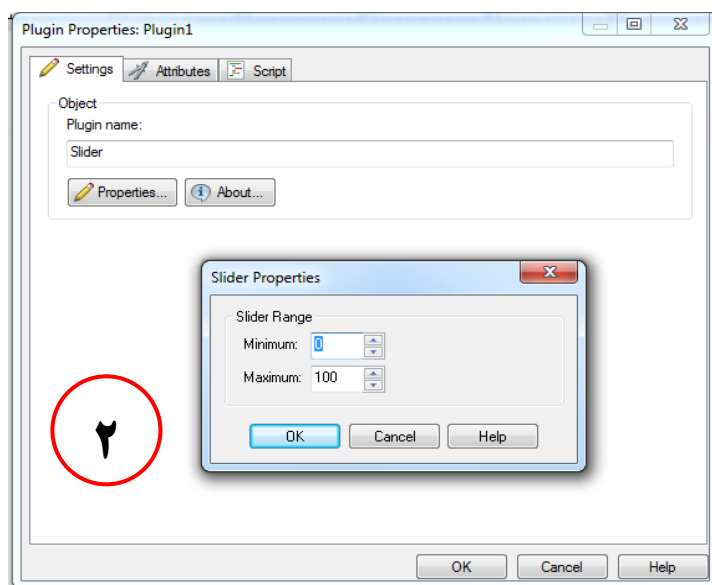 Plugin Properties: Plugin1
Settings Attributes Script
Object
Plugin name:
Slider
Properties... About...
Slider Properties
Slider Range
Minimum: 0
Maximum: 100
OK Cancel Help
٢
OK Cancel Help